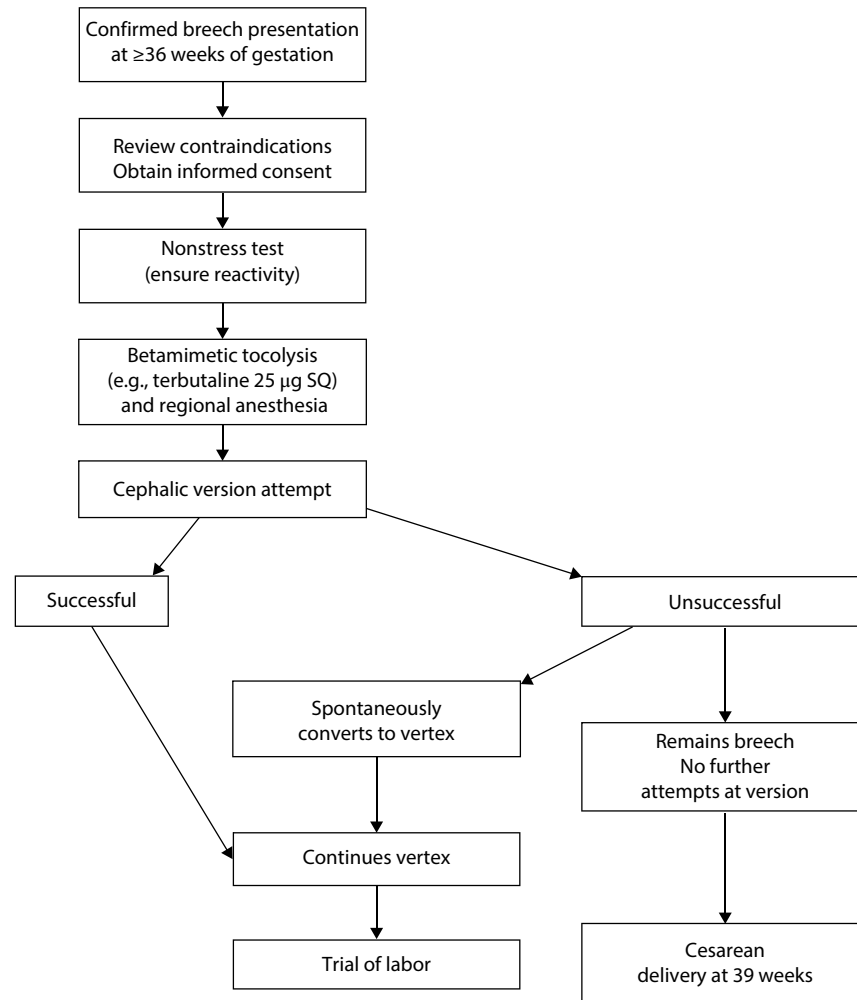 Confirmed breech presentation
at ≥36 weeks of gestation
Review contraindications
Obtain informed consent
Nonstress test
(ensure reactivity)
Betamimetic tocolysis
(e.g., terbutaline 25 μg SQ)
and regional anesthesia
Cephalic version attempt
Successful
Unsuccessful
Spontaneously
converts to vertex
Remains breech
No further
attempts at version
Continues vertex
Trial of labor
Cesarean
delivery at 39 weeks